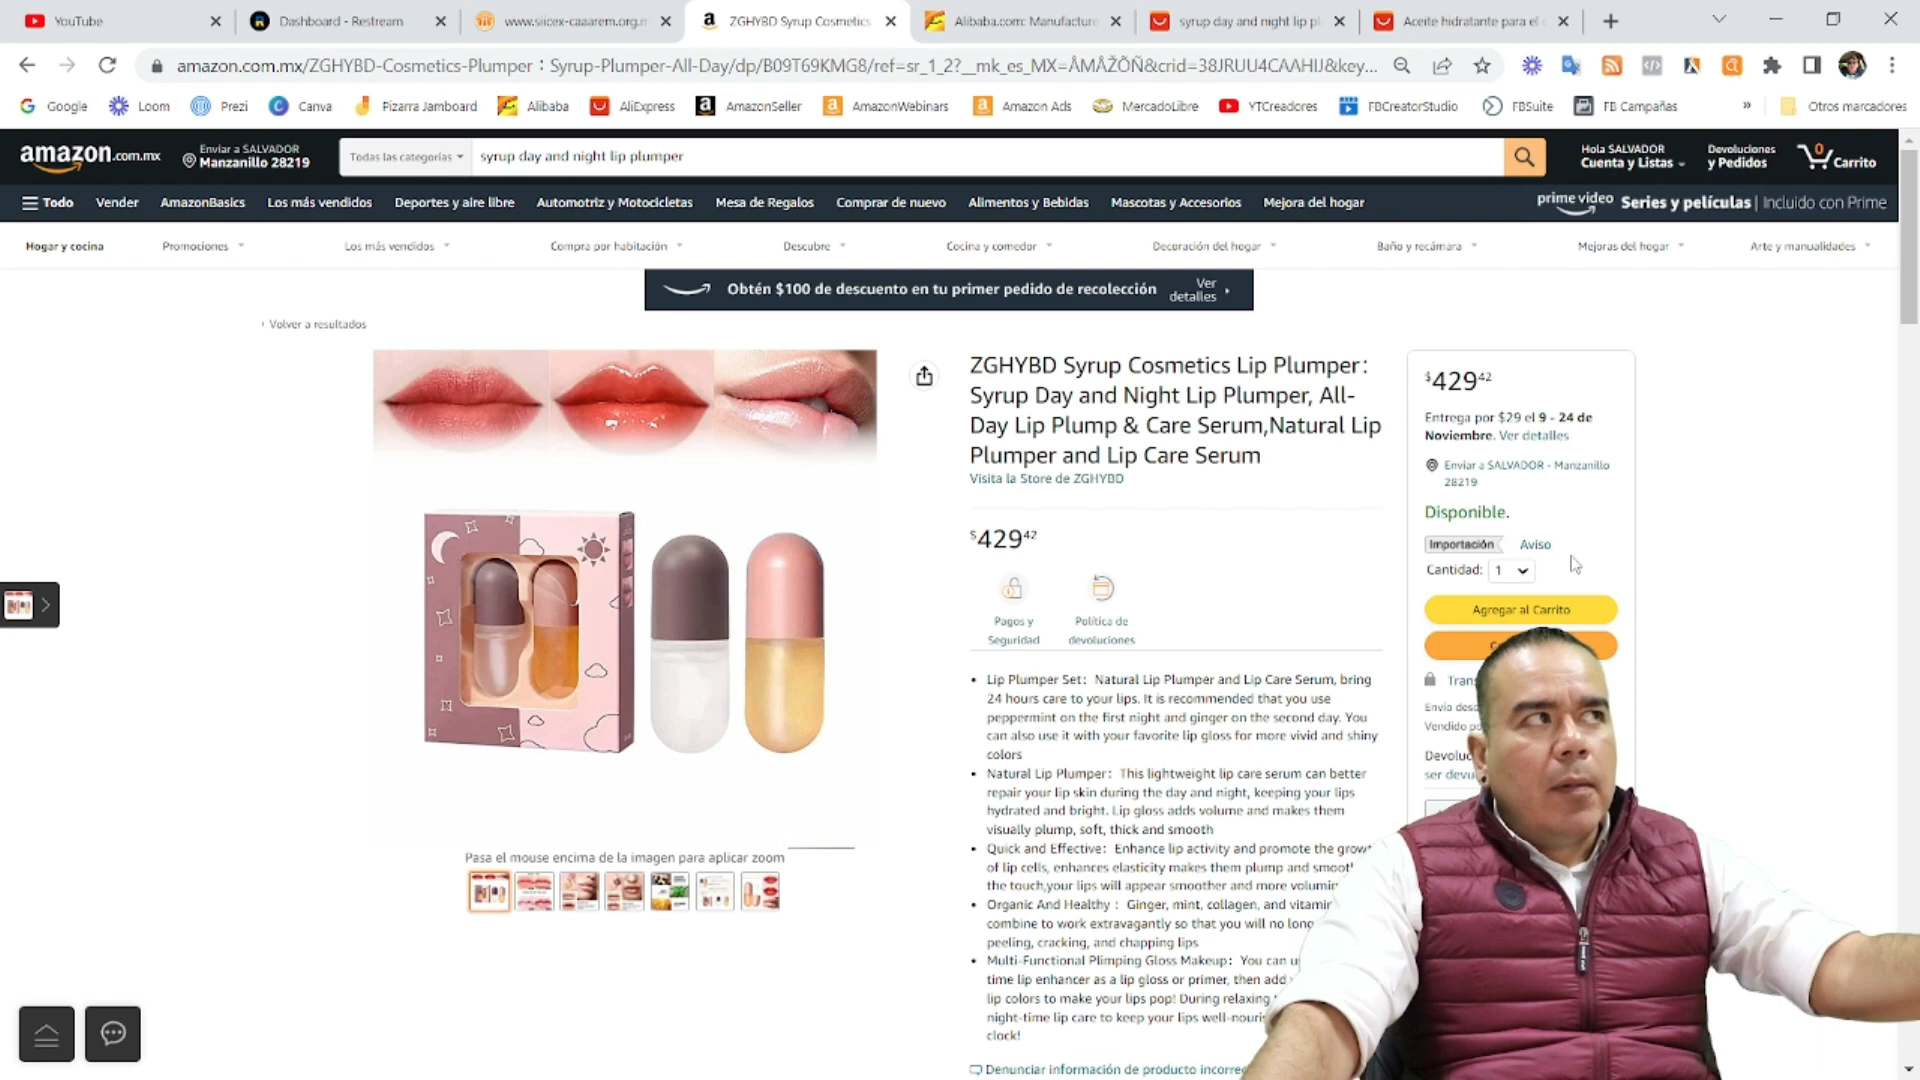 YouTube
Dashboard - Restream
www.siicex-caaarem.org.m
ZGHYBD Syrup Cosmetics
Alibaba.com: Manufacture
syrup day and night lip pl
Aceite hidratante para el c
amazon.com.mx/ZGHYBD-Cosmetics-Plumper：Syrup-Plumper-All-Day/dp/B09T69KMG8/ref=sr_1_2?__mk_es_MX=ÅMÅŽÕÑ&crid=38JRUU4CAAHIJ&key...
Google
Loom
Prezi
Canva
Pizarra Jamboard
Alibaba
AliExpress
AmazonSeller
AmazonWebinars
Amazon Ads
MercadoLibre
YTCreadores
FBCreatorStudio
FBSuite
FB Campañas
»
Otros marcadores
amazon.com.mx
Enviar a SALVADOR
Manzanillo 28219
Todas las categorías
syrup day and night lip plumper
Hola SALVADOR
Cuenta y Listas
Devoluciones
y Pedidos
0
Carrito
Todo
Vender
AmazonBasics
Los más vendidos
Deportes y aire libre
Automotriz y Motocicletas
Mesa de Regalos
Comprar de nuevo
Alimentos y Bebidas
Mascotas y Accesorios
Mejora del hogar
prime video Series y películas | Incluido con Prime
Hogar y cocina
Promociones
Los más vendidos
Compra por habitación
Descubre
Cocina y comedor
Decoración del hogar
Baño y recámara
Mejoras del hogar
Arte y manualidades
Obtén $100 de descuento en tu primer pedido de recolección
Ver
detalles ›
‹ Volver a resultados
ZGHYBD Syrup Cosmetics Lip Plumper：
Syrup Day and Night Lip Plumper, All-
Day Lip Plump & Care Serum,Natural Lip
Plumper and Lip Care Serum
Visita la Store de ZGHYBD
$429 42
Pagos y
Seguridad
Política de
devoluciones
• Lip Plumper Set：Natural Lip Plumper and Lip Care Serum, bring
24 hours care to your lips. It is recommended that you use
peppermint on the first night and ginger on the second day. You
can also use it with your favorite lip gloss for more vivid and shiny
colors
• Natural Lip Plumper：This lightweight lip care serum can better
repair your lip skin during the day and night, keeping your lips
hydrated and bright. Lip gloss adds volume and makes them
visually plump, soft, thick and smooth
• Quick and Effective：Enhance lip activity and promote the grow
of lip cells, enhances elasticity makes them plump and smoot
the touch,your lips will appear smoother and more volumin
• Organic And Healthy：Ginger, mint, collagen, and vitamin
combine to work extravagantly so that you will no long
peeling, cracking, and chapping lips
• Multi-Functional Plimping Gloss Makeup：You can u
time lip enhancer as a lip gloss or primer, then add
lip colors to make your lips pop! During relaxing
night-time lip care to keep your lips well-nouris
clock!
Denunciar información de producto incorrec
$429 42
Entrega por $29 el 9 - 24 de
Noviembre. Ver detalles
Enviar a SALVADOR - Manzanillo
28219
Disponible.
Importación
Aviso
Cantidad: 1
Agregar al Carrito
C
Trans
Envío desd
Vendido po
Devoluc
ser devu
Pasa el mouse encima de la imagen para aplicar zoom